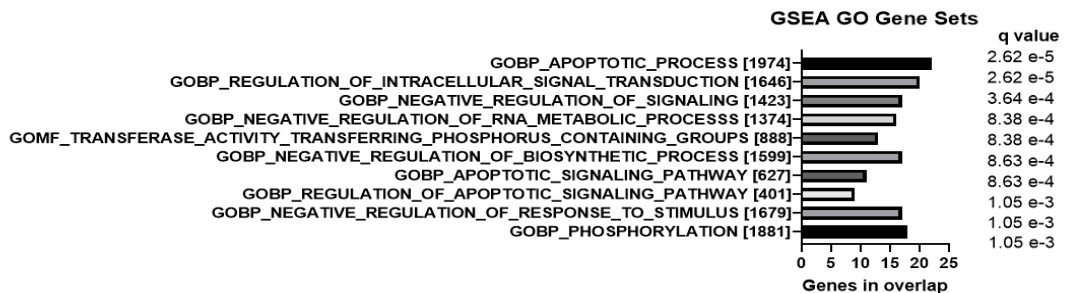 GSEA GO Gene Sets
q value
GOBP_APOPTOTIC_PROCESS [1974] 2.62 e-5
GOBP_REGULATION_OF_INTRACELLULAR_SIGNAL_TRANSDUCTION [1646] 2.62 e-5
GOBP_NEGATIVE_REGULATION_OF_SIGNALING [1423] 3.64 e-4
GOBP_NEGATIVE_REGULATION_OF_RNA_METABOLIC_PROCESSS [1374] 8.38 e-4
GOMF_TRANSFERASE_ACTIVITY_TRANSFERRING_PHOSPHORUS_CONTAINING_GROUPS [888] 8.38 e-4
GOBP_NEGATIVE_REGULATION_OF_BIOSYNTHETIC_PROCESS [1599] 8.63 e-4
GOBP_APOPTOTIC_SIGNALING_PATHWAY [627] 8.63 e-4
GOBP_REGULATION_OF_APOPTOTIC_SIGNALING_PATHWAY [401] 1.05 e-3
GOBP_NEGATIVE_REGULATION_OF_RESPONSE_TO_STIMULUS [1679] 1.05 e-3
GOBP_PHOSPHORYLATION [1881] 1.05 e-3
0 5 10 15 20 25
Genes in overlap